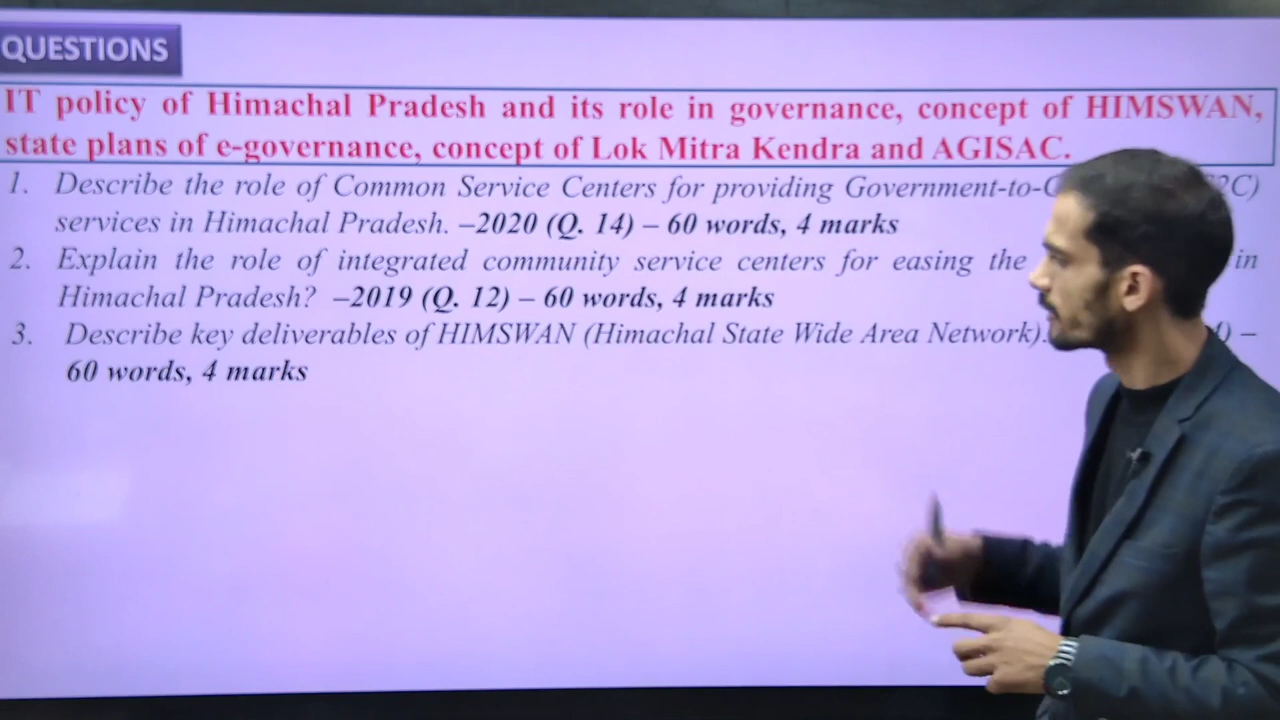 QUESTIONS
IT policy of Himachal Pradesh and its role in governance, concept of HIMSWAN,
state plans of e-governance, concept of Lok Mitra Kendra and AGISAC.
1. Describe the role of Common Service Centers for providing Government-to- 2C)
services in Himachal Pradesh. –2020 (Q. 14) – 60 words, 4 marks
2. Explain the role of integrated community service centers for easing the in
Himachal Pradesh? –2019 (Q. 12) – 60 words, 4 marks
3. Describe key deliverables of HIMSWAN (Himachal State Wide Area Network). ) –
60 words, 4 marks